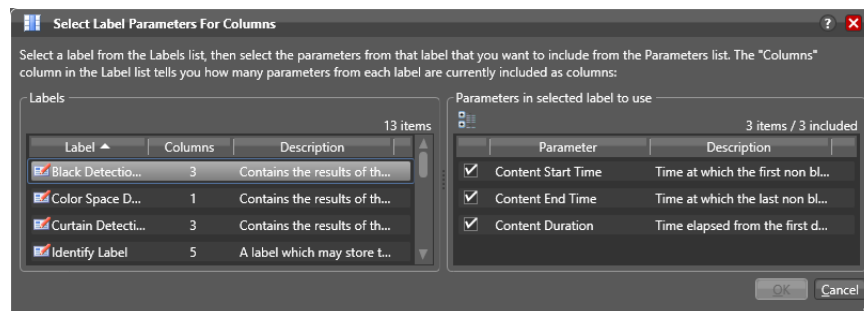 Select Label Parameters For Columns
?
Select a label from the Labels list, then select the parameters from that label that you want to include from the Parameters list. The "Columns"
column in the Label list tells you how many parameters from each label are currently included as columns:
Labels
13 items
Label Columns Description
Black Detectio... 3 Contains the results of th...
Color Space D... 1 Contains the results of th...
Curtain Detecti... 3 Contains the results of th...
Identify Label 5 A label which may store t...
Parameters in selected label to use
3 items / 3 included
Parameter Description
Content Start Time Time at which the first non bl...
Content End Time Time at which the last non bl...
Content Duration Time elapsed from the first d...
OK Cancel